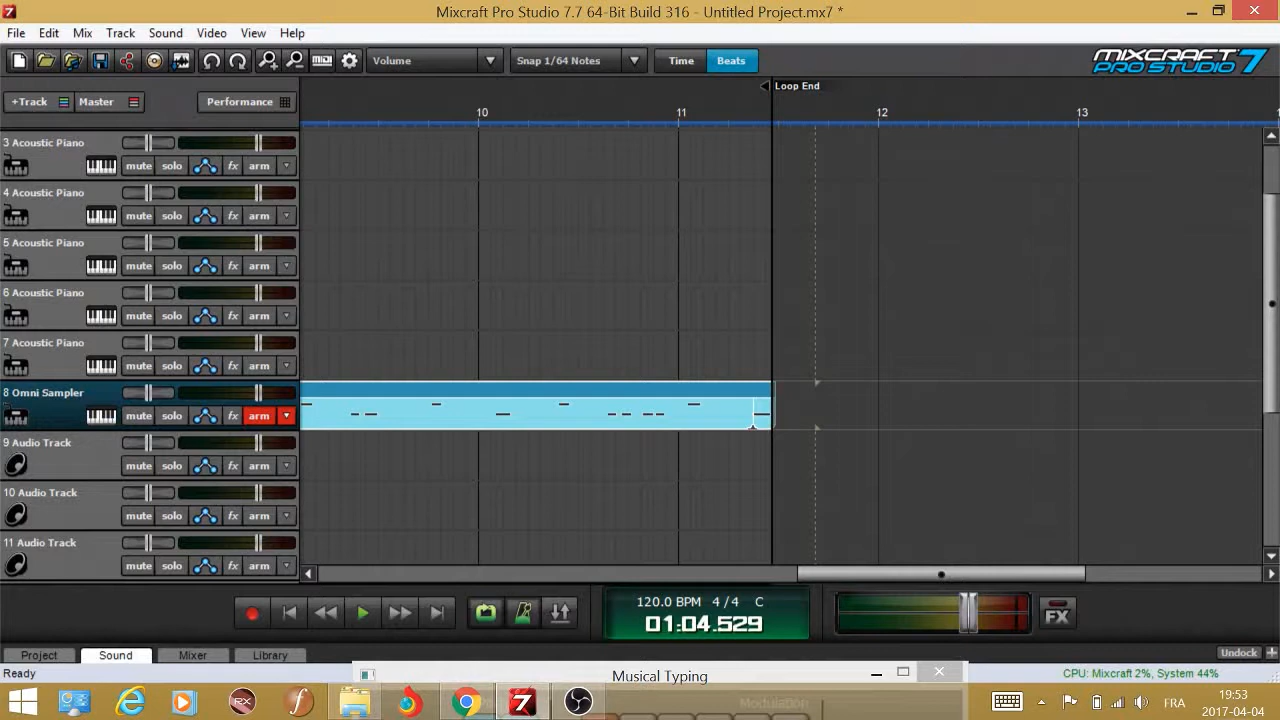 Mixcraft Pro Studio 7.7 64-Bit Build 316 - Untitled Project.mx7 *
File Edit Mix Track Sound Video View Help
Volume Snap 1/64 Notes Time Beats MIXCRAFT PRO STUDIO 7
+Track Master Performance
Loop End
10 11 12 13
3 Acoustic Piano
mute solo fx arm
4 Acoustic Piano
mute solo fx arm
5 Acoustic Piano
mute solo fx arm
6 Acoustic Piano
mute solo fx arm
7 Acoustic Piano
mute solo fx arm
8 Omni Sampler
mute solo fx arm
9 Audio Track
mute solo fx arm
10 Audio Track
mute solo fx arm
11 Audio Track
mute solo fx arm
120.0 BPM 4/4 C
01:04.529
FX
Project Sound Mixer Library Undock
Ready Musical Typing CPU: Mixcraft 2%, System 44%
Modulation
RX FRA 19:53
2017-04-04